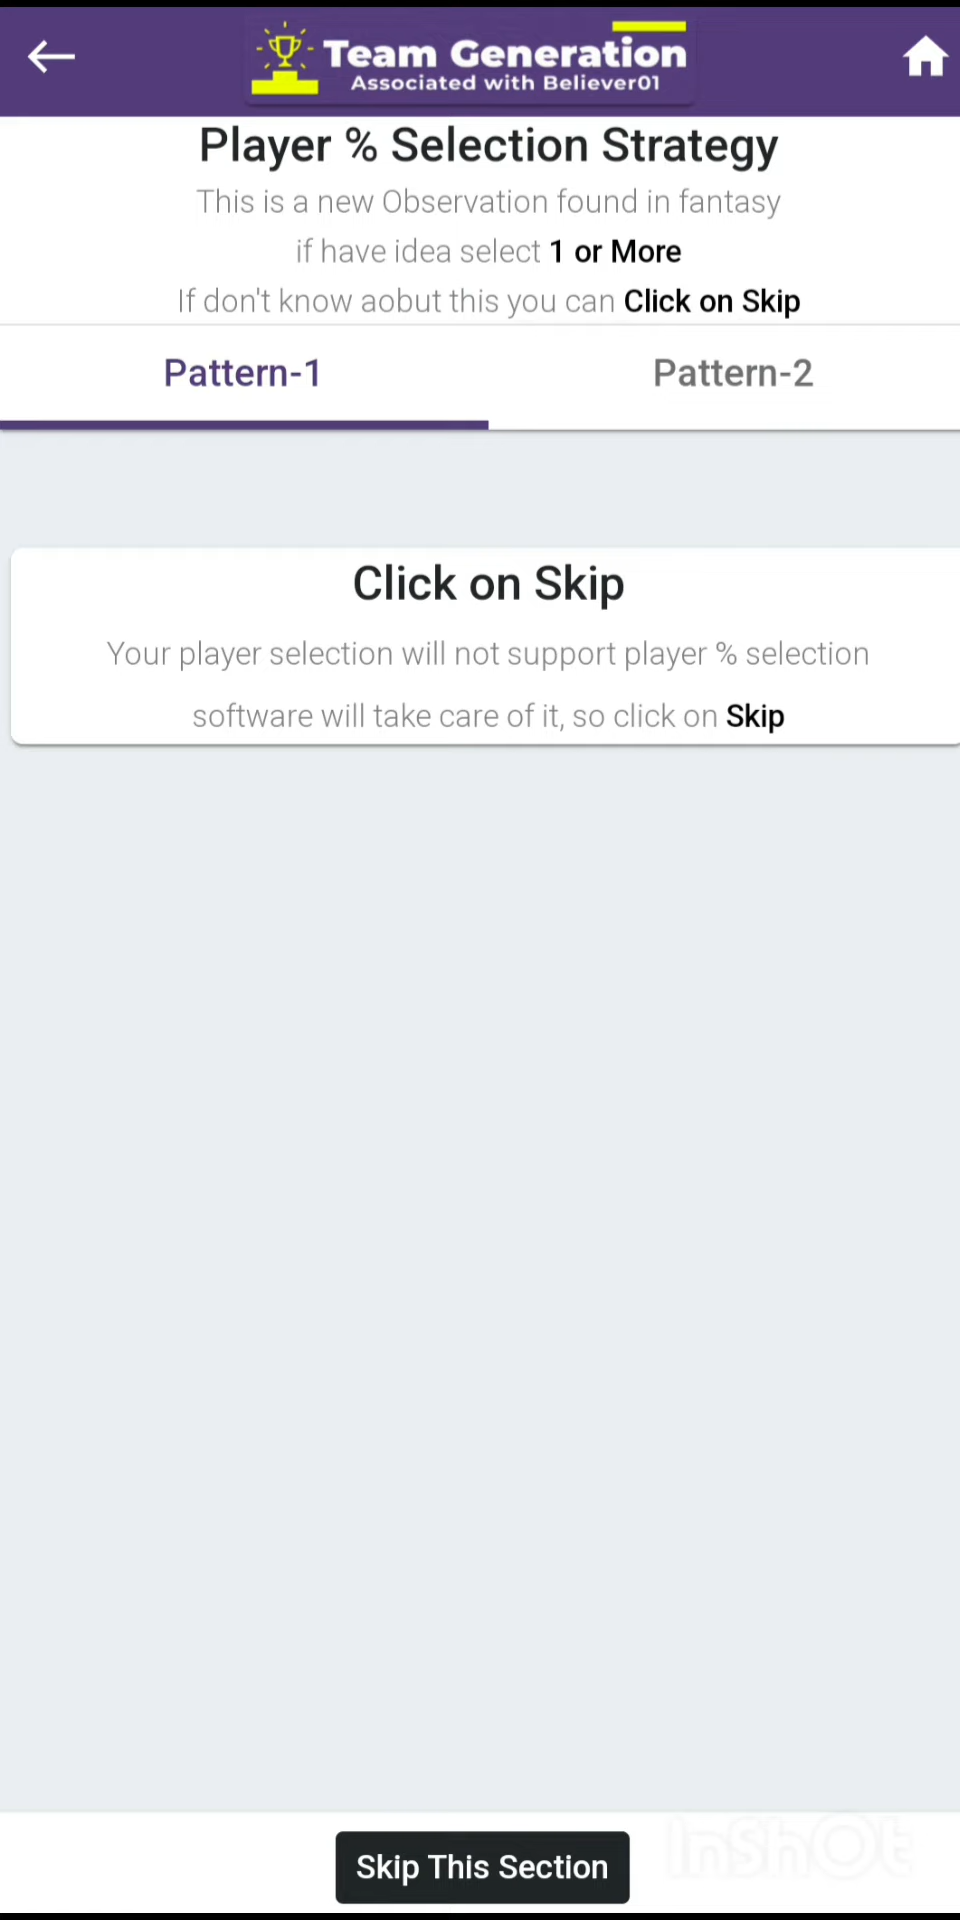 Team Generation
Associated with Believer01
Player % Selection Strategy
This is a new Observation found in fantasy
if have idea select 1 or More
If don't know aobut this you can Click on Skip
Pattern-1
Pattern-2
Click on Skip
Your player selection will not support player % selection
software will take care of it, so click on Skip
Skip This Section
InShOt